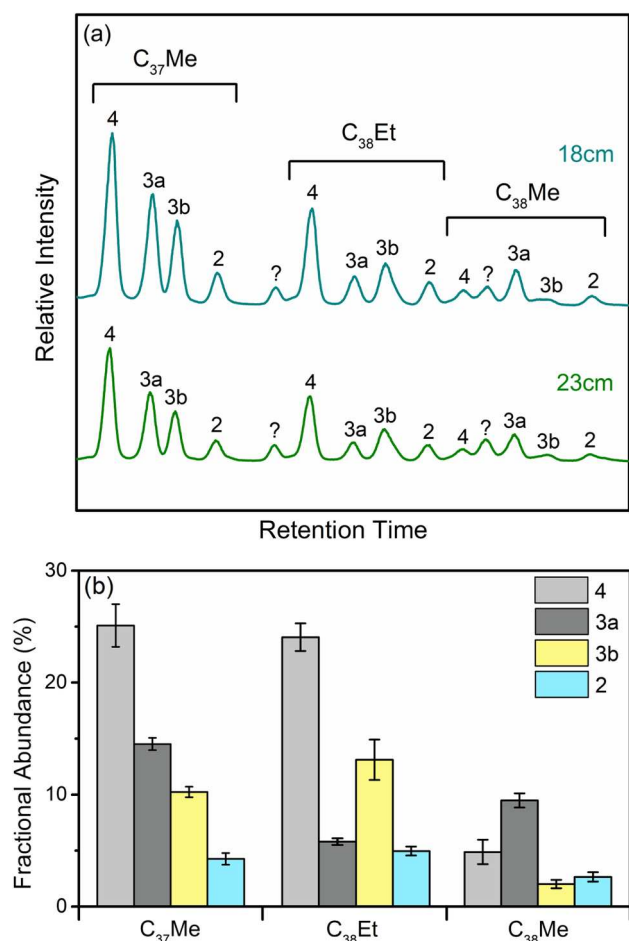 (a)
C₃₇Me
C₃₈Et
C₃₈Me
18cm
4 3a 3b 2 ? 4 3a 3b 2 4 ? 3a 3b 2
23cm
4 3a 3b 2 ? 4 3a 3b 2 4 ? 3a 3b 2
Relative Intensity
Retention Time
(b)
30
20
10
0
Fractional Abundance (%)
4
3a
3b
2
C₃₇Me C₃₈Et C₃₈Me